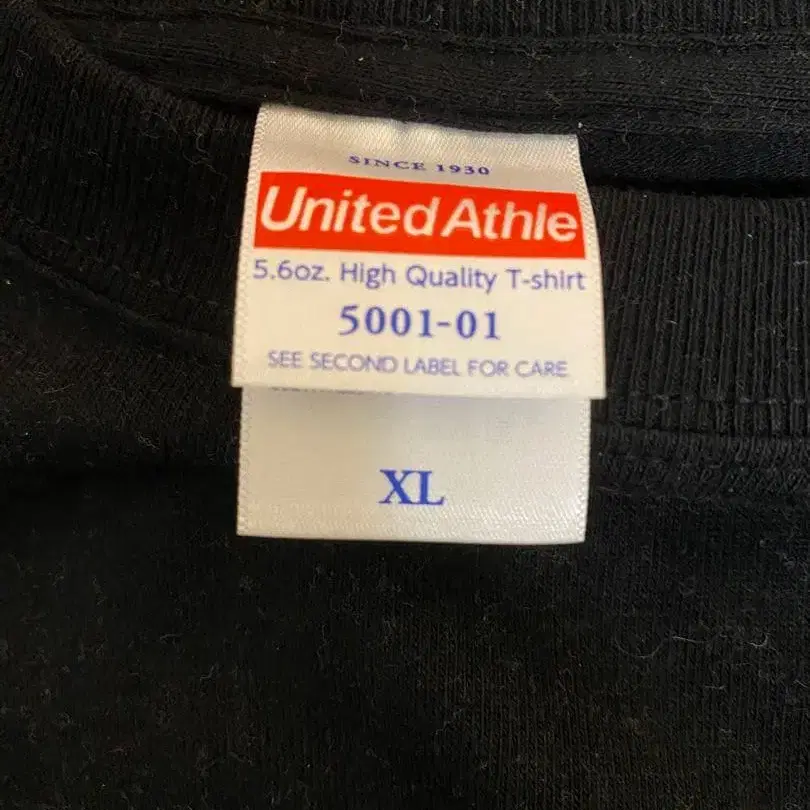 SINCE 1930
United Athle
5.6oz. High Quality T-shirt
5001-01
SEE SECOND LABEL FOR CARE
XL